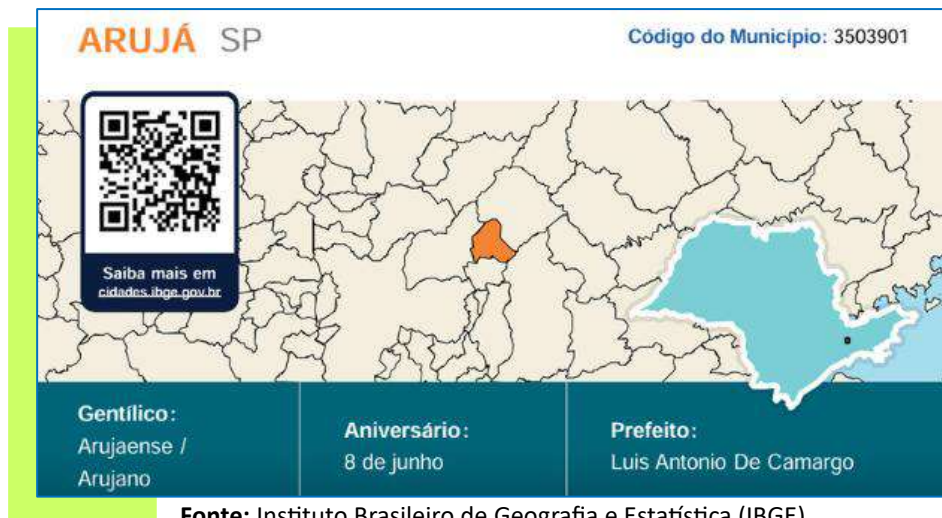 ARUJÁ SP
Código do Município: 3503901
Saiba mais em
cidades.ibge.gov.br
Gentílico:
Arujaense /
Arujano
Aniversário:
8 de junho
Prefeito:
Luis Antonio De Camargo
Fonte: Instituto Brasileiro de Geografia e Estatística (IBGE)